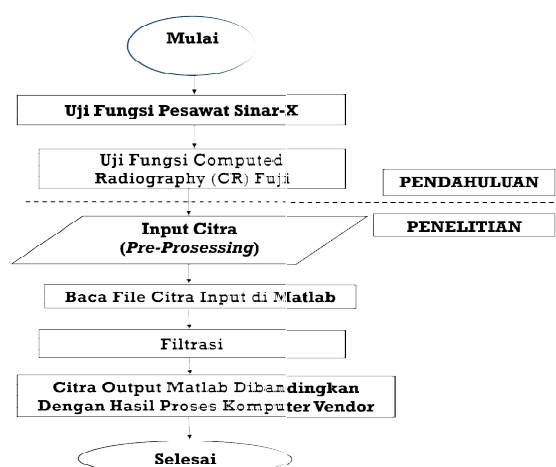 Mulai
Uji Fungsi Pesawat Sinar-X
Uji Fungsi Computed
Radiography (CR) Fuji
PENDAHULUAN
PENELITIAN
Input Citra
(Pre-Prosessing)
Baca File Citra Input di Matlab
Filtrasi
Citra Output Matlab Dibandingkan
Dengan Hasil Proses Komputer Vendor
Selesai